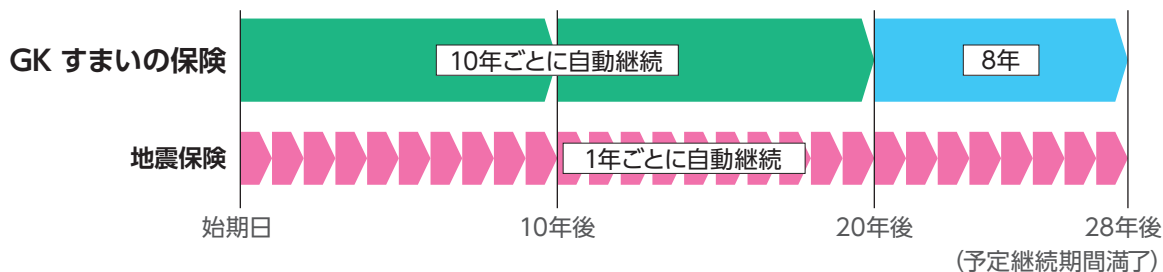 GK すまいの保険
10年ごとに自動継続
8年
地震保険
1年ごとに自動継続
始期日
10年後
20年後
28年後
(予定継続期間満了)